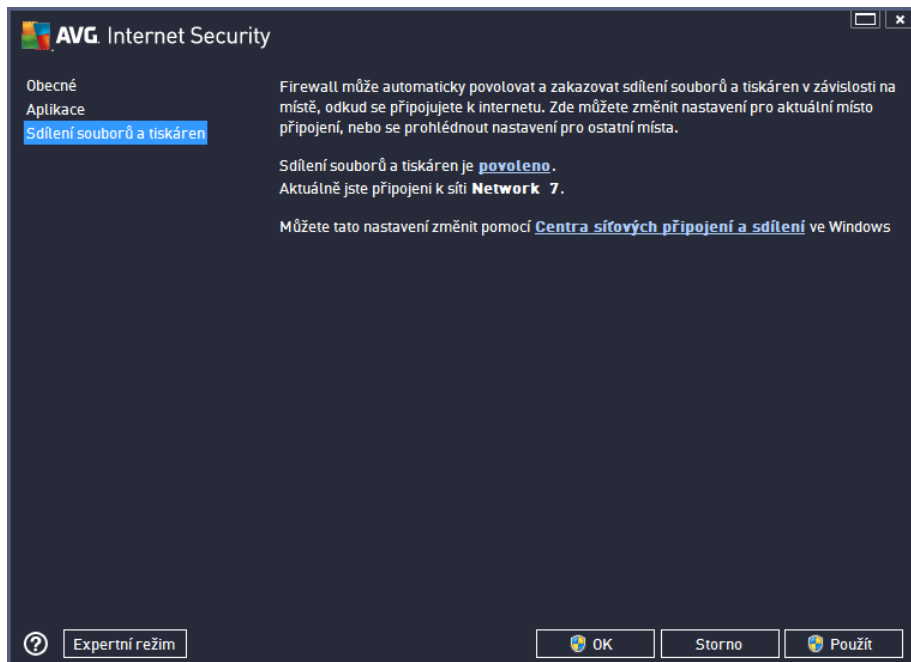 AVG. Internet Security
Obecné
Aplikace
Sdílení souborů a tiskáren
Firewall může automaticky povolovat a zakazovat sdílení souborů a tiskáren v závislosti na
místě, odkud se připojujete k internetu. Zde můžete změnit nastavení pro aktuální místo
připojení, nebo se prohlédnout nastavení pro ostatní místa.
Sdílení souborů a tiskáren je povoleno.
Aktuálně jste připojeni k síti Network 7.
Můžete tato nastavení změnit pomocí Centra síťových připojení a sdílení ve Windows
Expertní režim
OK
Storno
Použít